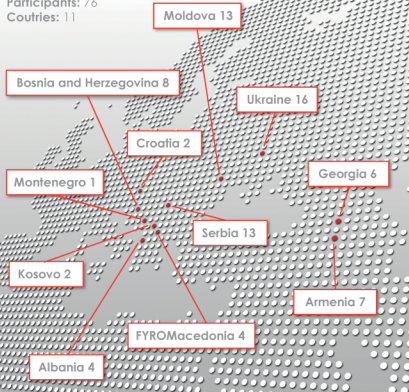 Participants: 76
Coutries: 11
Moldova 13
Bosnia and Herzegovina 8
Ukraine 16
Croatia 2
Georgia 6
Montenegro 1
Serbia 13
Kosovo 2
Armenia 7
FYROMacedonia 4
Albania 4